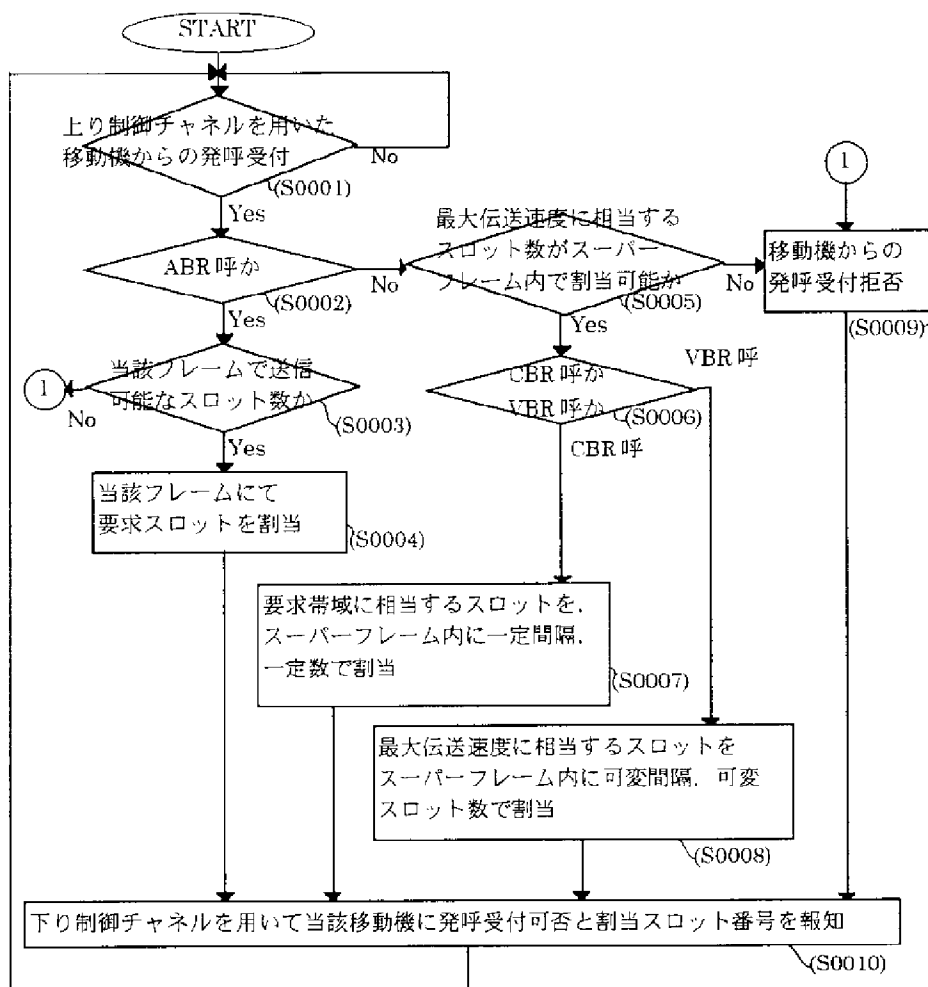 START
上り制御チャネルを用いた
移動機からの発呼受付
No
(S0001)
Yes
ABR呼か
No
(S0002)
Yes
当該フレームで送信
可能なスロット数か
1
No
(S0003)
Yes
当該フレームにて
要求スロットを割当
(S0004)
最大伝送速度に相当する
スロット数がスーパー
フレーム内で割当可能か
No
(S0005)
Yes
1
移動機からの
発呼受付拒否
(S0009)
CBR呼か
VBR呼か
(S0006)
VBR呼
CBR呼
要求帯域に相当するスロットを,
スーパーフレーム内に一定間隔,
一定数で割当
(S0007)
最大伝送速度に相当するスロットを
スーパーフレーム内に可変間隔,可変
スロット数で割当
(S0008)
下り制御チャネルを用いて当該移動機に発呼受付可否と割当スロット番号を報知
(S0010)